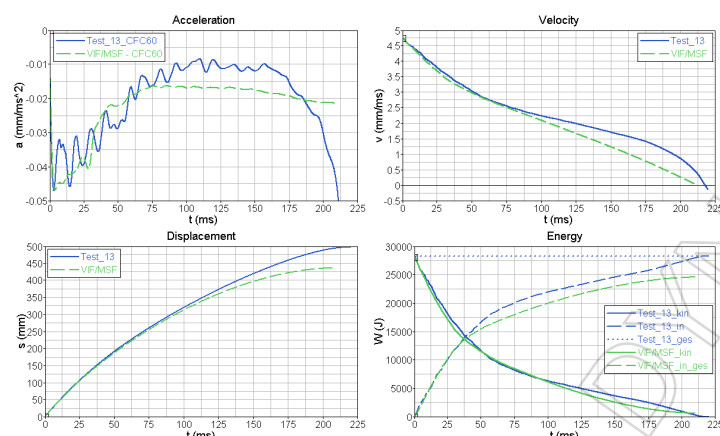 Acceleration
Test_13_CFC60
VIF/MSF - CFC60
a (mm/ms^2)
0
-0.01
-0.02
-0.03
-0.04
-0.05
0 25 50 75 100 125 150 175 200 225
t (ms)
Velocity
Test_13
VIF/MSF
v (mm/ms)
5
4.5
4
3.5
3
2.5
2
1.5
1
0.5
0
-0.5
0 25 50 75 100 125 150 175 200 225
t (ms)
Displacement
Test_13
VIF/MSF
s (mm)
500
450
400
350
300
250
200
150
100
50
0
0 25 50 75 100 125 150 175 200 225
t (ms)
Energy
Test_13_kin
Test_13_in
Test_13_ges
VIF/MSF_kin
VIF/MSF_in_ges
W (J)
30000
25000
20000
15000
10000
5000
0
0 25 50 75 100 125 150 175 200 225
t (ms)